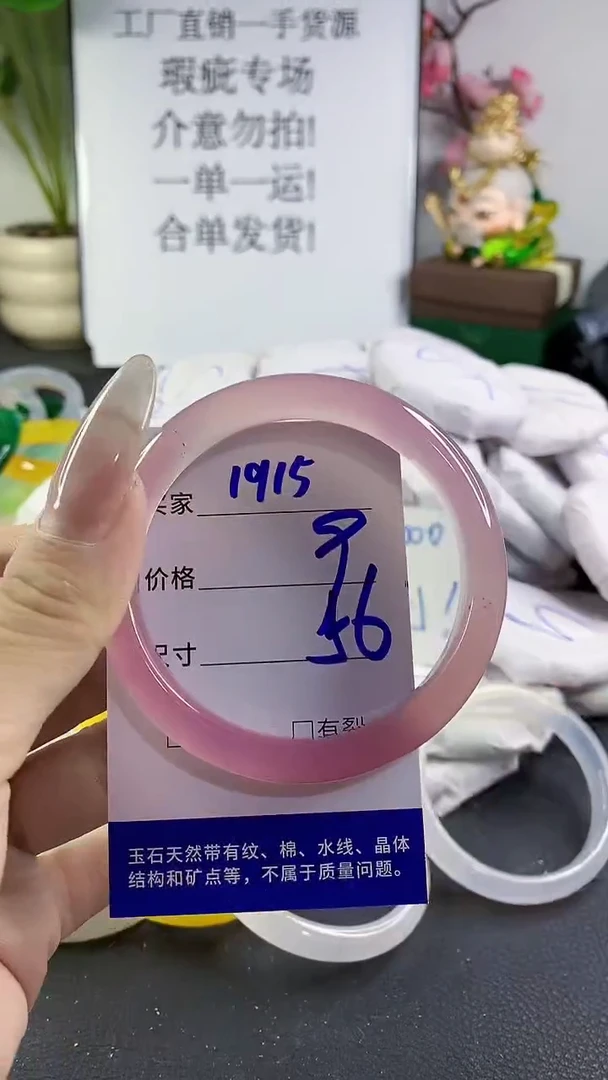 工厂直销一手货源
瑕疵专场
介意勿拍!
一单一运!
合单发货!
买家 1915
价格 9
尺寸 56
有裂
玉石天然带有纹、棉、水线、晶体
结构和矿点等，不属于质量问题。